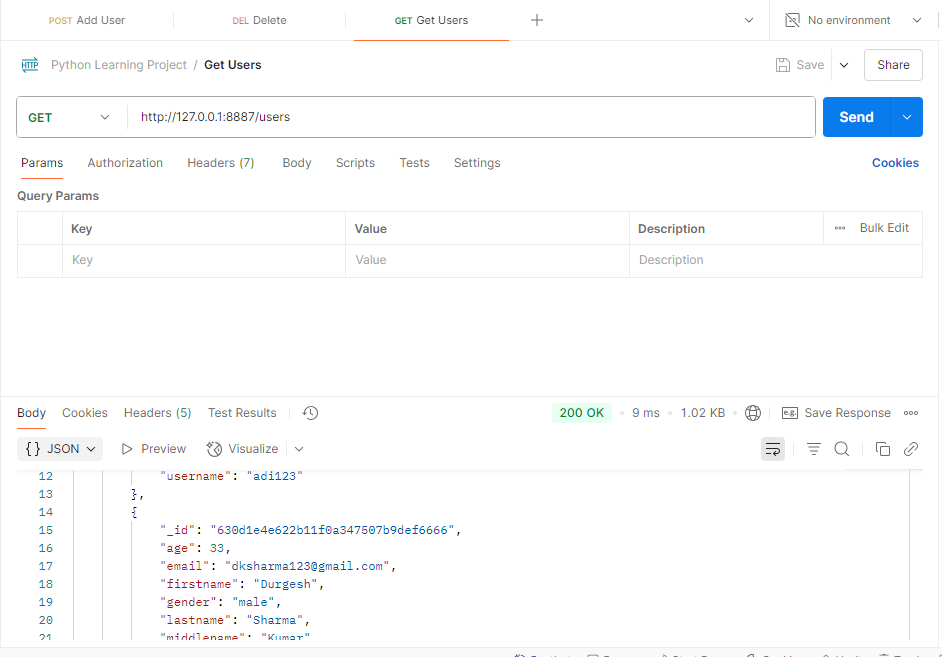 POST Add User DEL Delete GET Get Users No environment
HTTP Python Learning Project / Get Users Save Share
GET http://127.0.0.1:8887/users Send
Params Authorization Headers (7) Body Scripts Tests Settings Cookies
Query Params
Key Value Description Bulk Edit
Key Value Description
Body Cookies Headers (5) Test Results 200 OK 9 ms 1.02 KB Save Response
{} JSON Preview Visualize
12 "username": "adi123"
13 },
14 {
15 "_id": "630d1e4e622b11f0a347507b9def6666",
16 "age": 33,
17 "email": "dksharma123@gmail.com",
18 "firstname": "Durgesh",
19 "gender": "male",
20 "lastname": "Sharma",
21 "middlename": "Kumar"